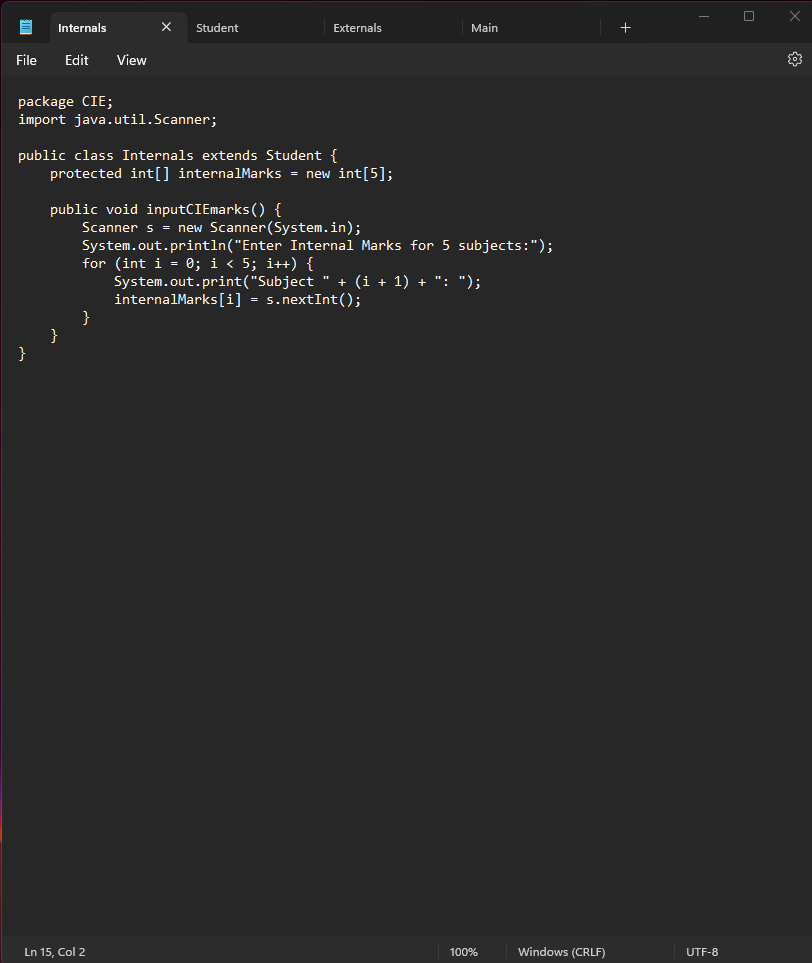 Internals Student Externals Main
File Edit View
package CIE;
import java.util.Scanner;
public class Internals extends Student {
    protected int[] internalMarks = new int[5];
    public void inputCIEmarks() {
        Scanner s = new Scanner(System.in);
        System.out.println("Enter Internal Marks for 5 subjects:");
        for (int i = 0; i < 5; i++) {
            System.out.print("Subject " + (i + 1) + ": ");
            internalMarks[i] = s.nextInt();
        }
    }
}
Ln 15, Col 2 100% Windows (CRLF) UTF-8